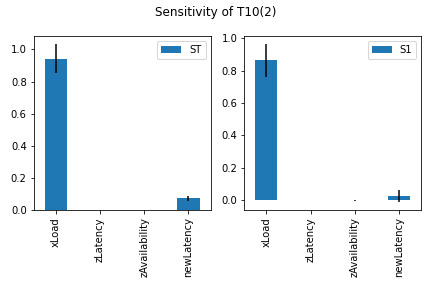 Sensitivity of T10(2)
ST
1.0
0.8
0.6
0.4
0.2
0.0
xLoad
zLatency
zAvailability
newLatency
S1
1.0
0.8
0.6
0.4
0.2
0.0
xLoad
zLatency
zAvailability
newLatency